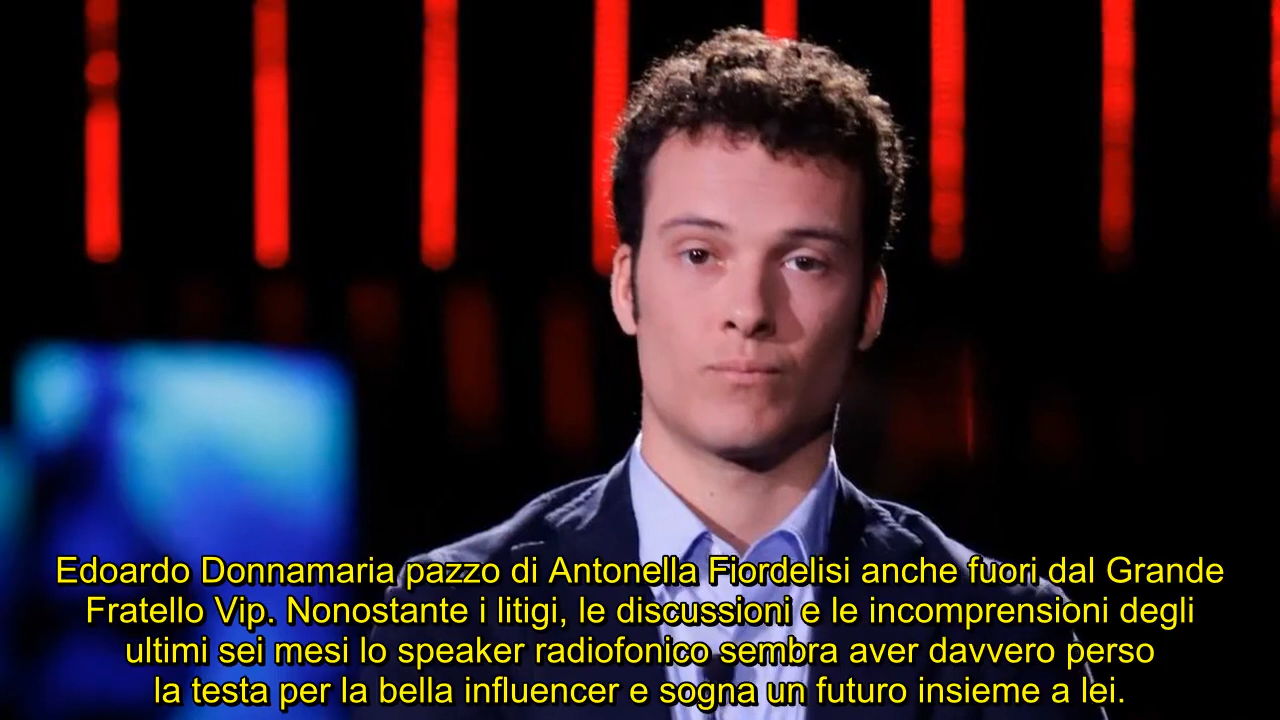 Edoardo Donnamaria pazzo di Antonella Fiordelisi anche fuori dal Grande
Fratello Vip. Nonostante i litigi, le discussioni e le incomprensioni degli
ultimi sei mesi lo speaker radiofonico sembra aver davvero perso
la testa per la bella influencer e sogna un futuro insieme a lei.